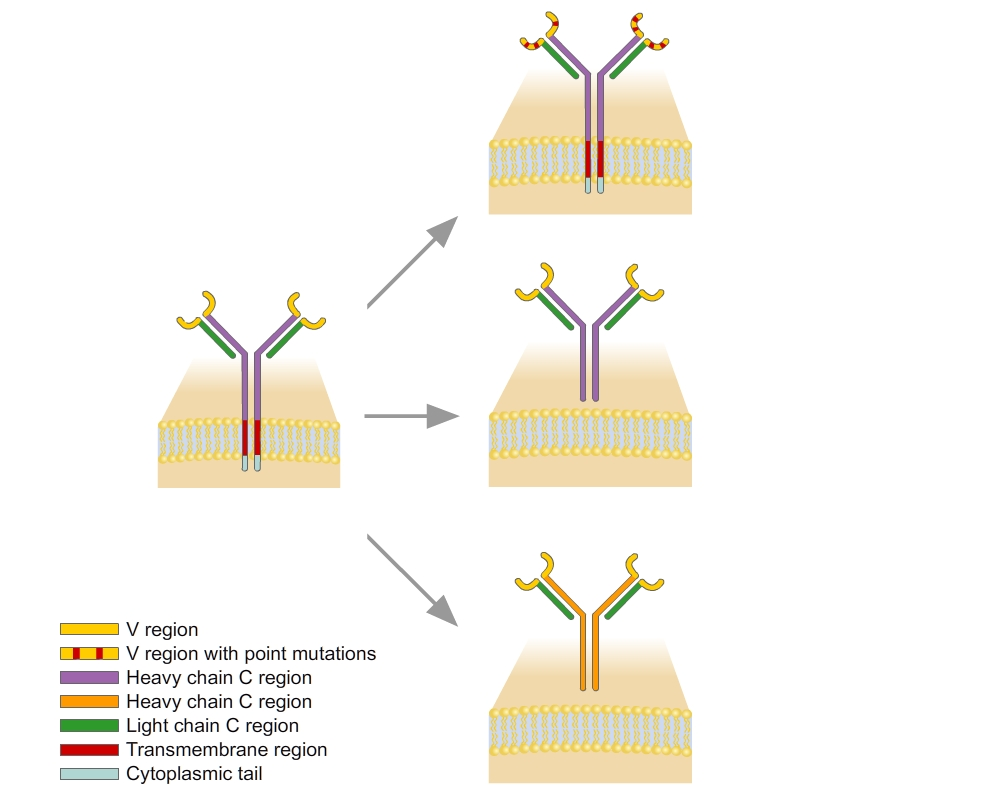 V region
V region with point mutations
Heavy chain C region
Heavy chain C region
Light chain C region
Transmembrane region
Cytoplasmic tail